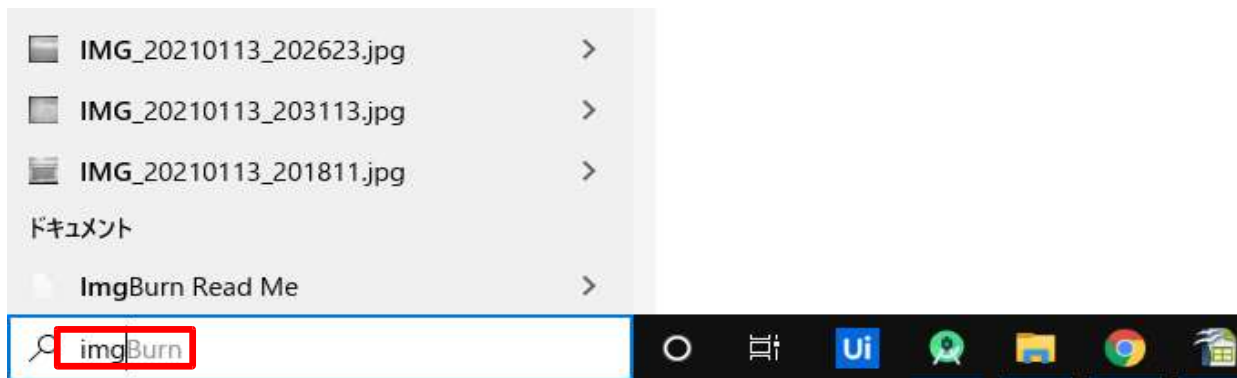 IMG_20210113_202623.jpg
IMG_20210113_203113.jpg
IMG_20210113_201811.jpg
ドキュメント
ImgBurn Read Me
imgBurn
Ui